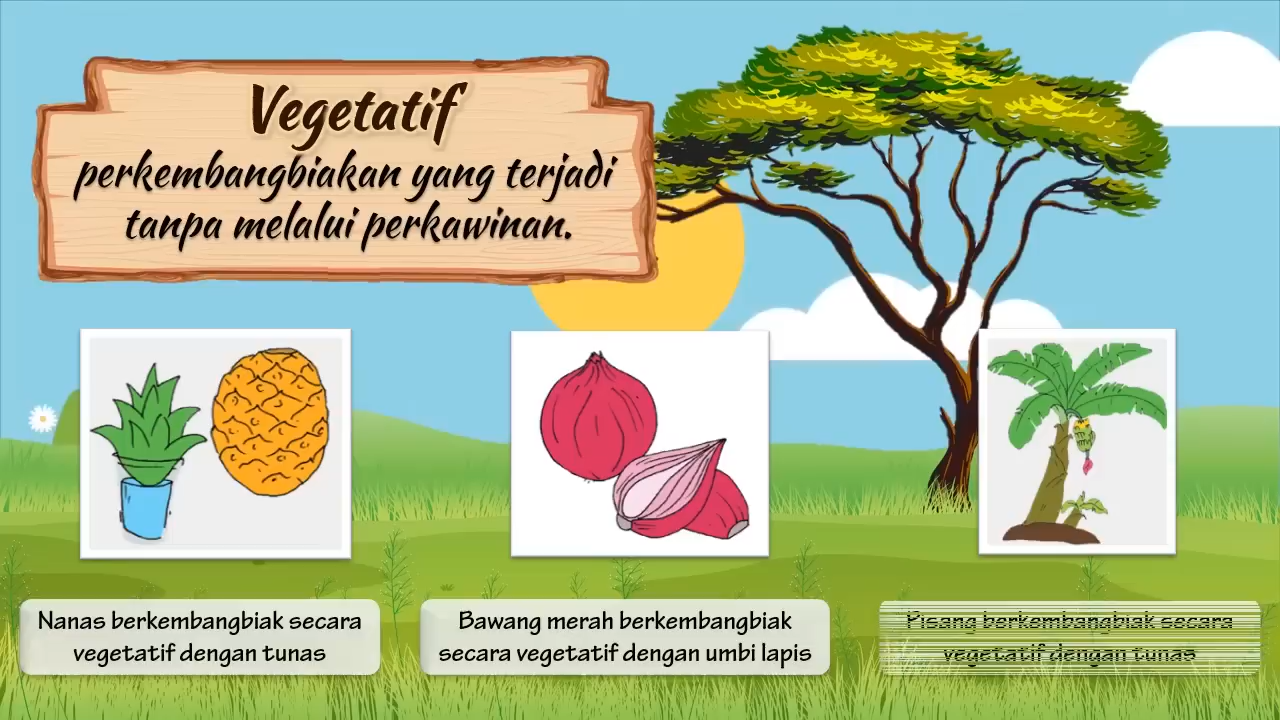 Vegetatif
perkembangbiakan yang terjadi
tanpa melalui perkawinan.
Nanas berkembangbiak secara
vegetatif dengan tunas
Bawang merah berkembangbiak
secara vegetatif dengan umbi lapis
Pisang berkembangbiak secara
vegetatif dengan tunas